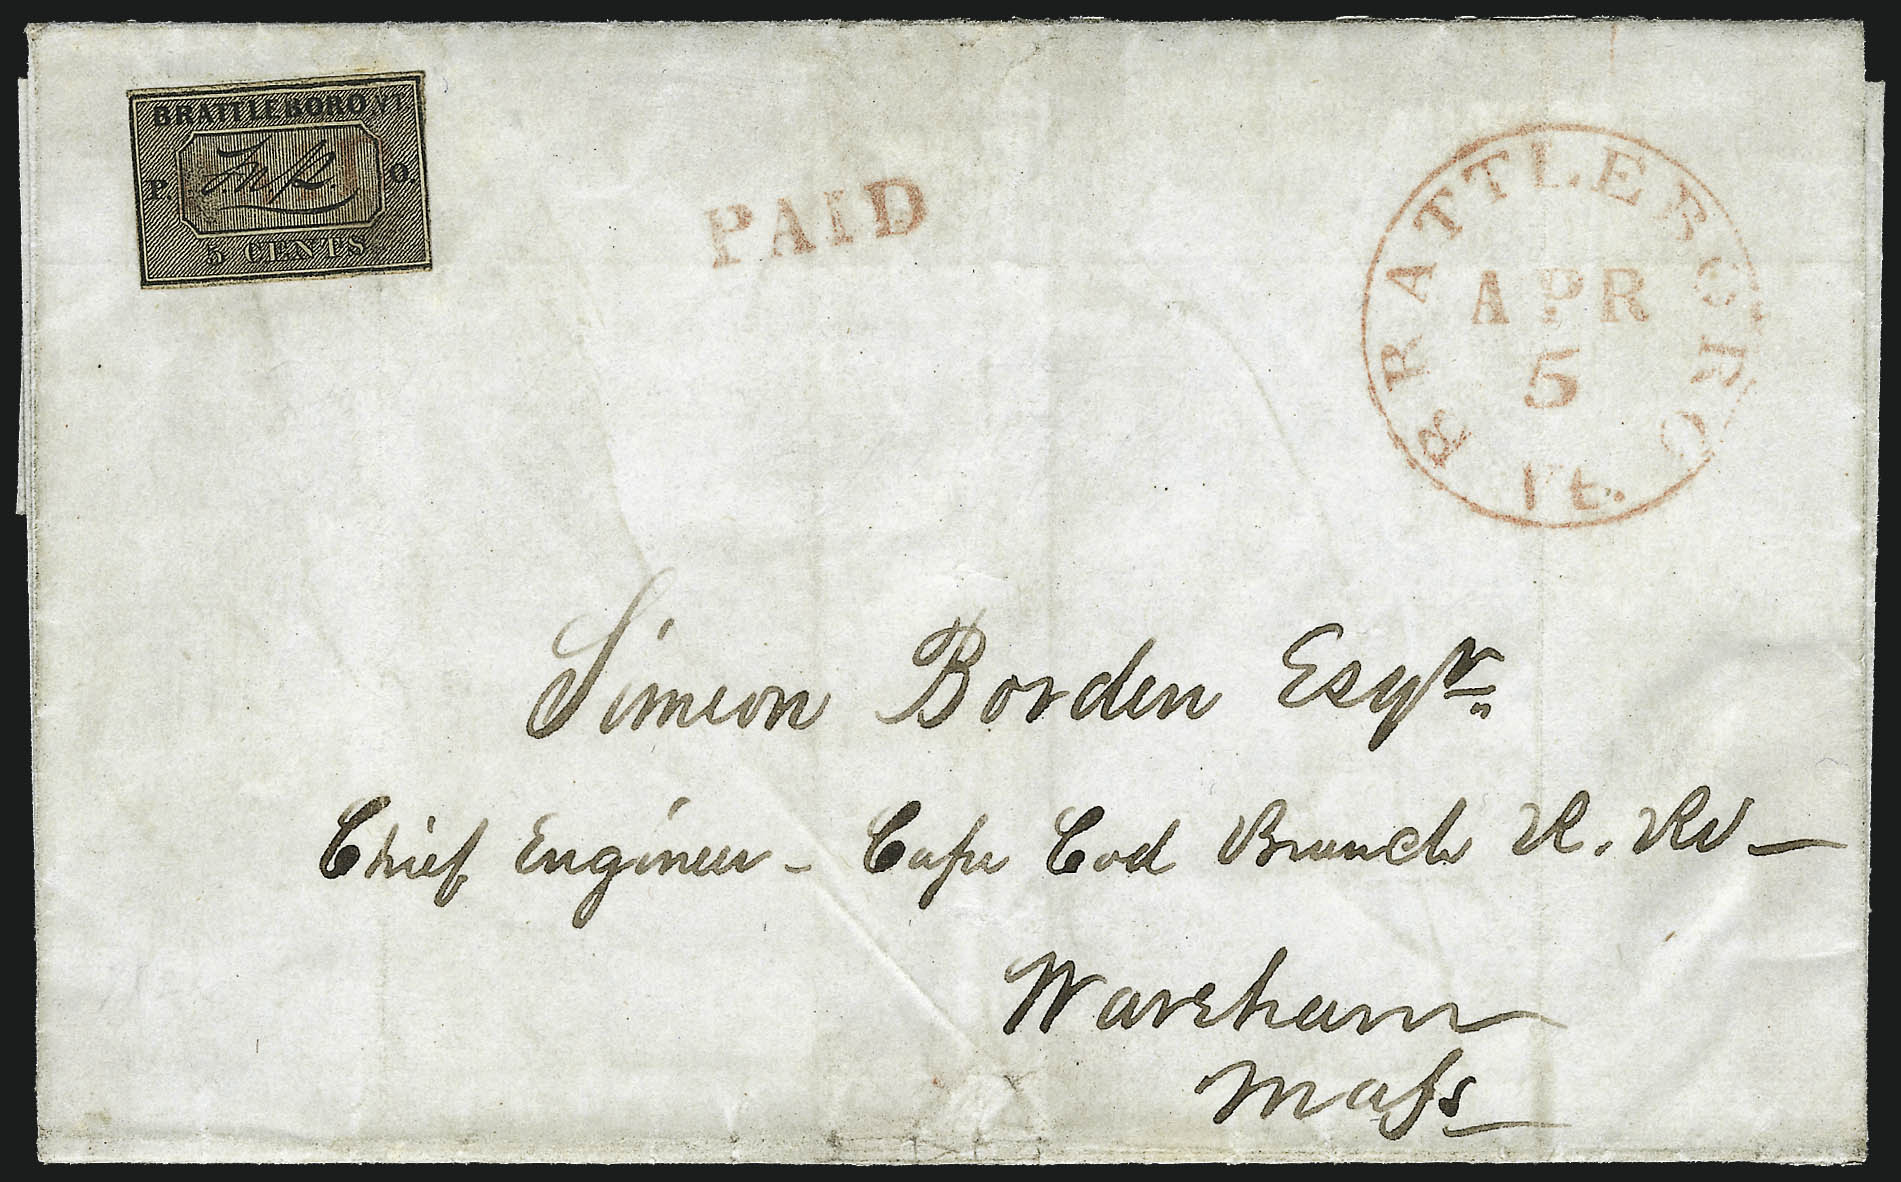 BRATTLEBORO, VT.
P. FNP. O.
5 CENTS.
PAID
BRATTLEBORO
APR
5
Vt.
Simeon Borden Esqr.
Chief Engineer - Cape Cod Branch R. Rd —
Wareham
Mass